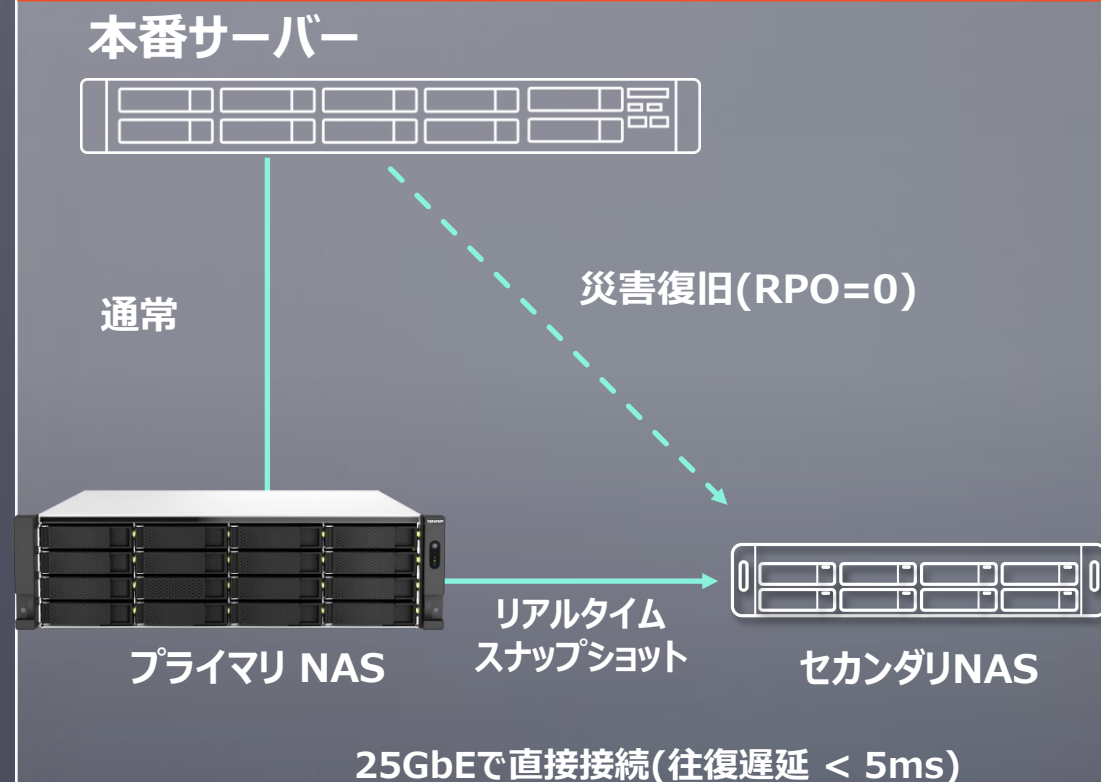 本番サーバー
通常
災害復旧(RPO=0)
リアルタイム
スナップショット
プライマリ NAS
セカンダリNAS
25GbEで直接接続(往復遅延 < 5ms)